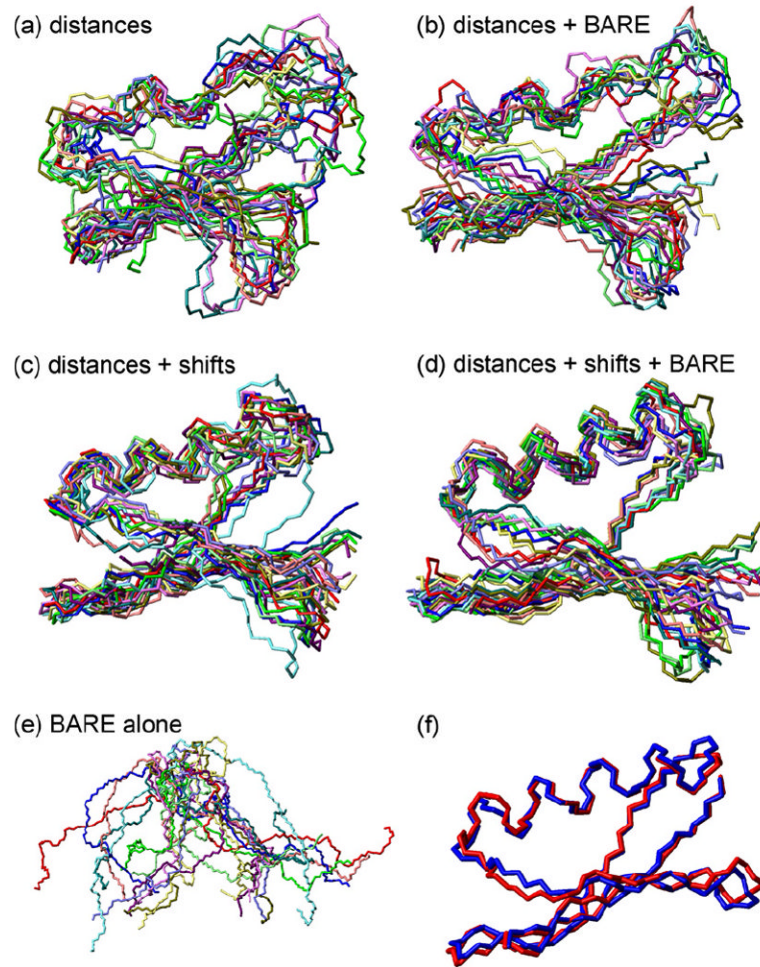 (a) distances
(b) distances + BARE
(c) distances + shifts
(d) distances + shifts + BARE
(e) BARE alone
(f)